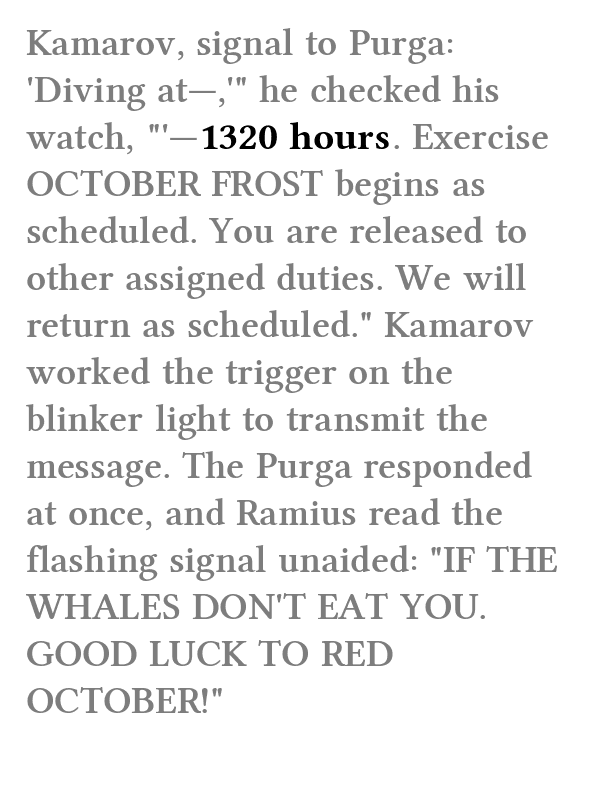 Kamarov, signal to Purga:
'Diving at—,'" he checked his
watch, "'—1320 hours. Exercise
OCTOBER FROST begins as
scheduled. You are released to
other assigned duties. We will
return as scheduled." Kamarov
worked the trigger on the
blinker light to transmit the
message. The Purga responded
at once, and Ramius read the
flashing signal unaided: "IF THE
WHALES DON'T EAT YOU.
GOOD LUCK TO RED
OCTOBER!"